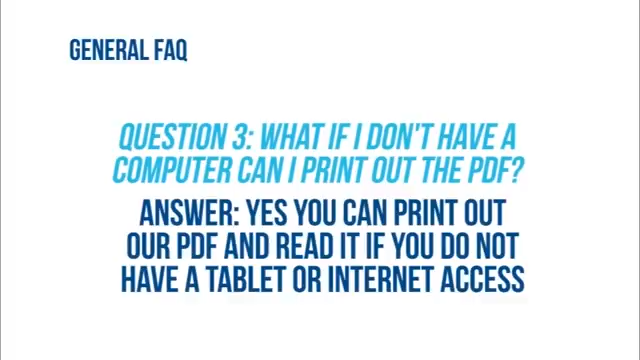 GENERAL FAQ
QUESTION 3: WHAT IF I DON'T HAVE A
COMPUTER CAN I PRINT OUT THE PDF?
ANSWER: YES YOU CAN PRINT OUT
OUR PDF AND READ IT IF YOU DO NOT
HAVE A TABLET OR INTERNET ACCESS